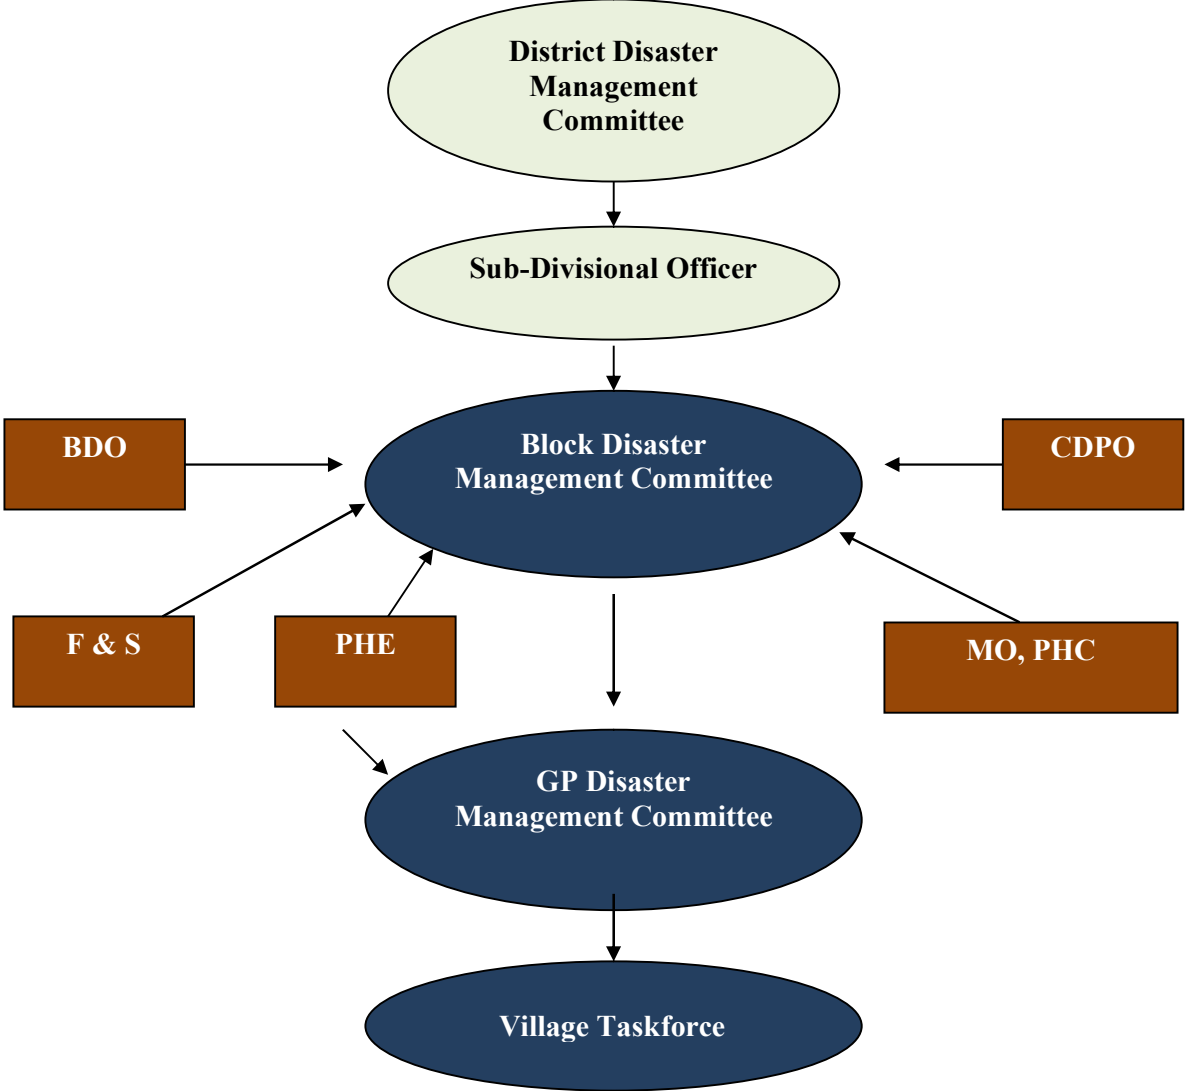 District Disaster
Management
Committee
Sub-Divisional Officer
BDO
Block Disaster
Management Committee
CDPO
F & S
PHE
MO, PHC
GP Disaster
Management Committee
Village Taskforce